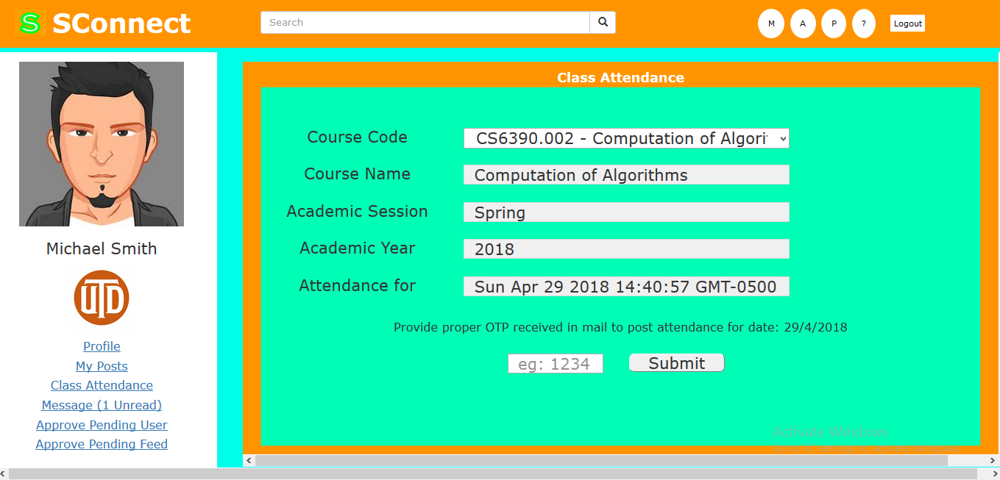 S SConnect
Search
M A P ? Logout
Michael Smith
UTD
Profile
My Posts
Class Attendance
Message (1 Unread)
Approve Pending User
Approve Pending Feed
Class Attendance
Course Code CS6390.002 - Computation of Algori
Course Name Computation of Algorithms
Academic Session Spring
Academic Year 2018
Attendance for Sun Apr 29 2018 14:40:57 GMT-0500
Provide proper OTP received in mail to post attendance for date: 29/4/2018
eg: 1234 Submit
Activate Windows